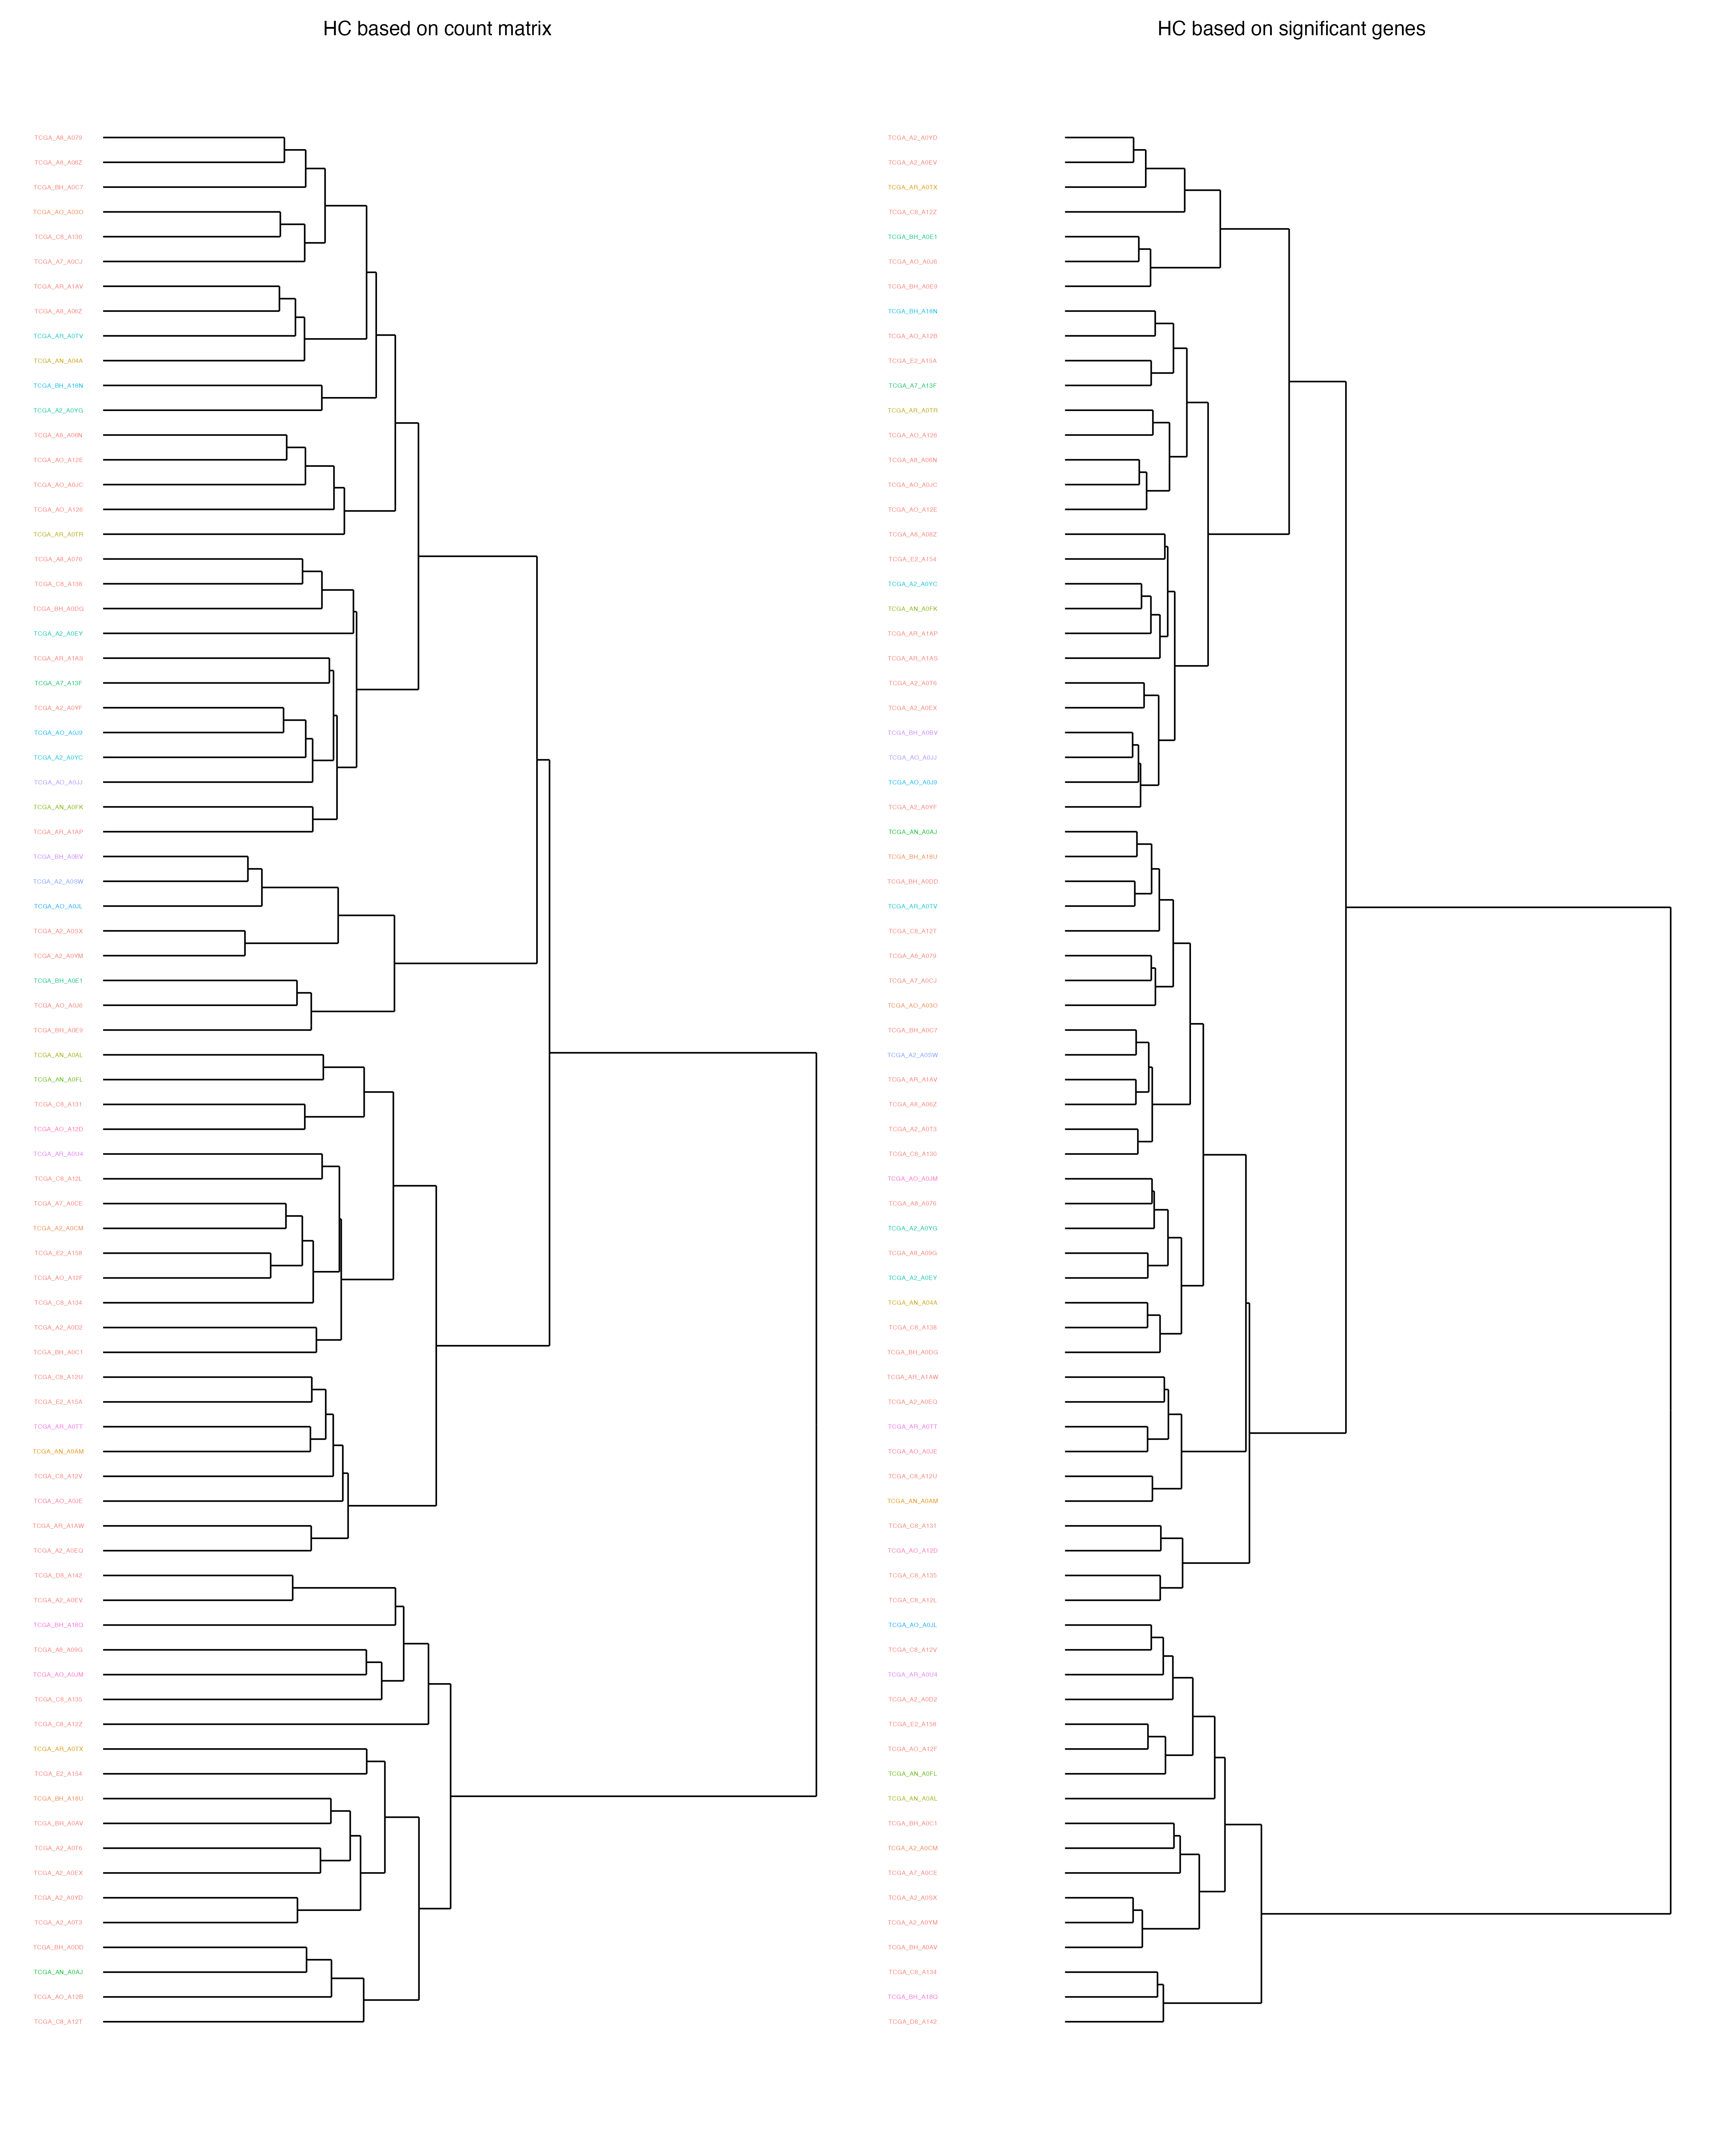 HC based on count matrix
TCGA_A8_A079
TCGA_A8_A08Z
TCGA_BH_A0C7
TCGA_AO_A03O
TCGA_C8_A130
TCGA_A7_A0CJ
TCGA_AR_A1AV
TCGA_A8_A06Z
TCGA_AR_A0TV
TCGA_AN_A04A
TCGA_BH_A18N
TCGA_A2_A0YG
TCGA_A8_A06N
TCGA_AO_A12E
TCGA_AO_A0JC
TCGA_AO_A126
TCGA_AR_A0TR
TCGA_A8_A076
TCGA_C8_A138
TCGA_BH_A0DG
TCGA_A2_A0EY
TCGA_AR_A1AS
TCGA_A7_A13F
TCGA_A2_A0YF
TCGA_AO_A0J9
TCGA_A2_A0YC
TCGA_AO_A0JJ
TCGA_AN_A0FK
TCGA_AR_A1AP
TCGA_BH_A0BV
TCGA_A2_A0SW
TCGA_AO_A0JL
TCGA_A2_A0SX
TCGA_A2_A0YM
TCGA_BH_A0E1
TCGA_AO_A0J6
TCGA_BH_A0E9
TCGA_AN_A0AL
TCGA_AN_A0FL
TCGA_C8_A131
TCGA_AO_A12D
TCGA_AR_A0U4
TCGA_C8_A12L
TCGA_A7_A0CE
TCGA_A2_A0CM
TCGA_E2_A158
TCGA_AO_A12F
TCGA_C8_A134
TCGA_A2_A0D2
TCGA_BH_A0C1
TCGA_C8_A12U
TCGA_E2_A15A
TCGA_AR_A0TT
TCGA_AN_A0AM
TCGA_C8_A12V
TCGA_AO_A0JE
TCGA_AR_A1AW
TCGA_A2_A0EQ
TCGA_D8_A142
TCGA_A2_A0EV
TCGA_BH_A18Q
TCGA_A8_A09G
TCGA_AO_A0JM
TCGA_C8_A135
TCGA_C8_A12Z
TCGA_AR_A0TX
TCGA_E2_A154
TCGA_BH_A18U
TCGA_BH_A0AV
TCGA_A2_A0T6
TCGA_A2_A0EX
TCGA_A2_A0YD
TCGA_A2_A0T3
TCGA_BH_A0DD
TCGA_AN_A0AJ
TCGA_AO_A12B
TCGA_C8_A12T
HC based on significant genes
TCGA_A2_A0YD
TCGA_A2_A0EV
TCGA_AR_A0TX
TCGA_C8_A12Z
TCGA_BH_A0E1
TCGA_AO_A0J6
TCGA_BH_A0E9
TCGA_BH_A18N
TCGA_AO_A12B
TCGA_E2_A15A
TCGA_A7_A13F
TCGA_AR_A0TR
TCGA_AO_A126
TCGA_A8_A06N
TCGA_AO_A0JC
TCGA_AO_A12E
TCGA_A8_A08Z
TCGA_E2_A154
TCGA_A2_A0YC
TCGA_AN_A0FK
TCGA_AR_A1AP
TCGA_AR_A1AS
TCGA_A2_A0T6
TCGA_A2_A0EX
TCGA_BH_A0BV
TCGA_AO_A0JJ
TCGA_AO_A0J9
TCGA_A2_A0YF
TCGA_AN_A0AJ
TCGA_BH_A18U
TCGA_BH_A0DD
TCGA_AR_A0TV
TCGA_C8_A12T
TCGA_A8_A079
TCGA_A7_A0CJ
TCGA_AO_A03O
TCGA_BH_A0C7
TCGA_A2_A0SW
TCGA_AR_A1AV
TCGA_A8_A06Z
TCGA_A2_A0T3
TCGA_C8_A130
TCGA_AO_A0JM
TCGA_A8_A076
TCGA_A2_A0YG
TCGA_A8_A09G
TCGA_A2_A0EY
TCGA_AN_A04A
TCGA_C8_A138
TCGA_BH_A0DG
TCGA_AR_A1AW
TCGA_A2_A0EQ
TCGA_AR_A0TT
TCGA_AO_A0JE
TCGA_C8_A12U
TCGA_AN_A0AM
TCGA_C8_A131
TCGA_AO_A12D
TCGA_C8_A135
TCGA_C8_A12L
TCGA_AO_A0JL
TCGA_C8_A12V
TCGA_AR_A0U4
TCGA_A2_A0D2
TCGA_E2_A158
TCGA_AO_A12F
TCGA_AN_A0FL
TCGA_AN_A0AL
TCGA_BH_A0C1
TCGA_A2_A0CM
TCGA_A7_A0CE
TCGA_A2_A0SX
TCGA_A2_A0YM
TCGA_BH_A0AV
TCGA_C8_A134
TCGA_BH_A18Q
TCGA_D8_A142